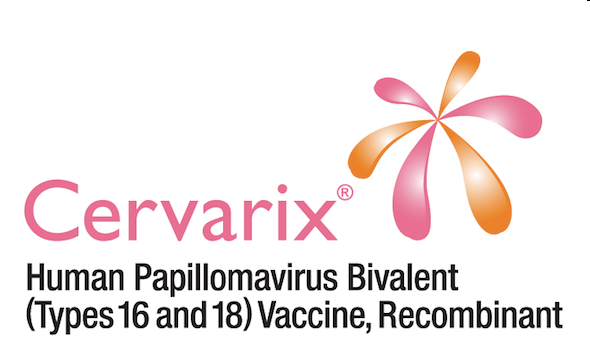 Cervarix®
Human Papillomavirus Bivalent
(Types 16 and 18) Vaccine, Recombinant